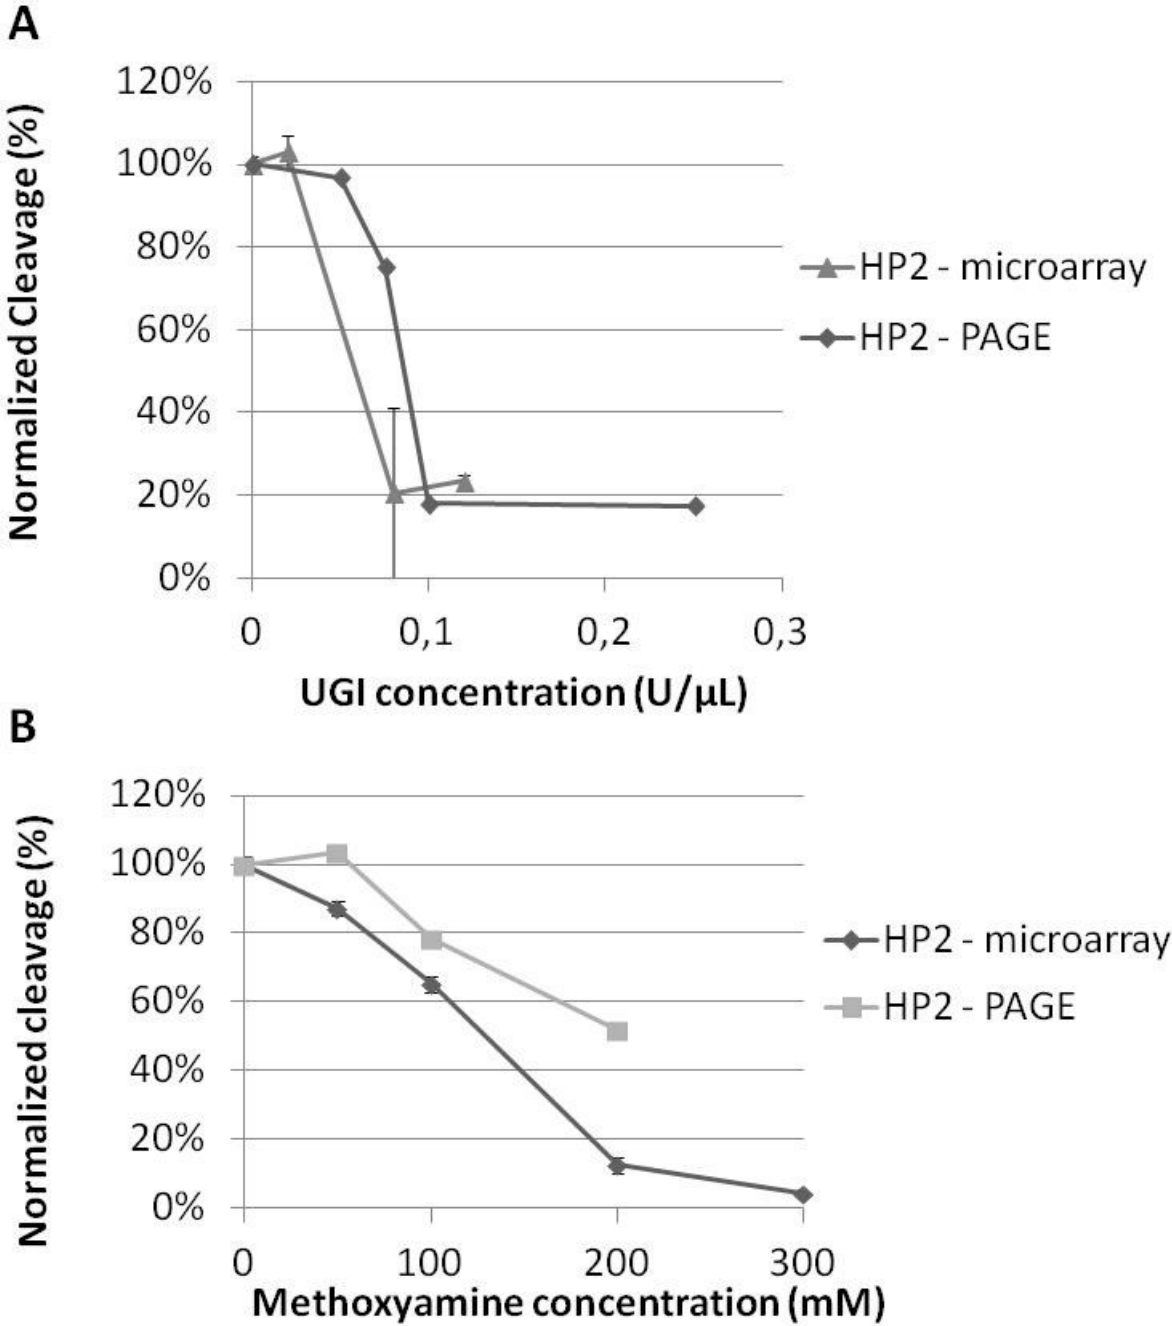 A
Normalized Cleavage (%)
120%
100%
80%
60%
40%
20%
0%
0 0,1 0,2 0,3
UGI concentration (U/µL)
HP2 - microarray
HP2 - PAGE
B
Normalized cleavage (%)
120%
100%
80%
60%
40%
20%
0%
0 100 200 300
Methoxyamine concentration (mM)
HP2 - microarray
HP2 - PAGE